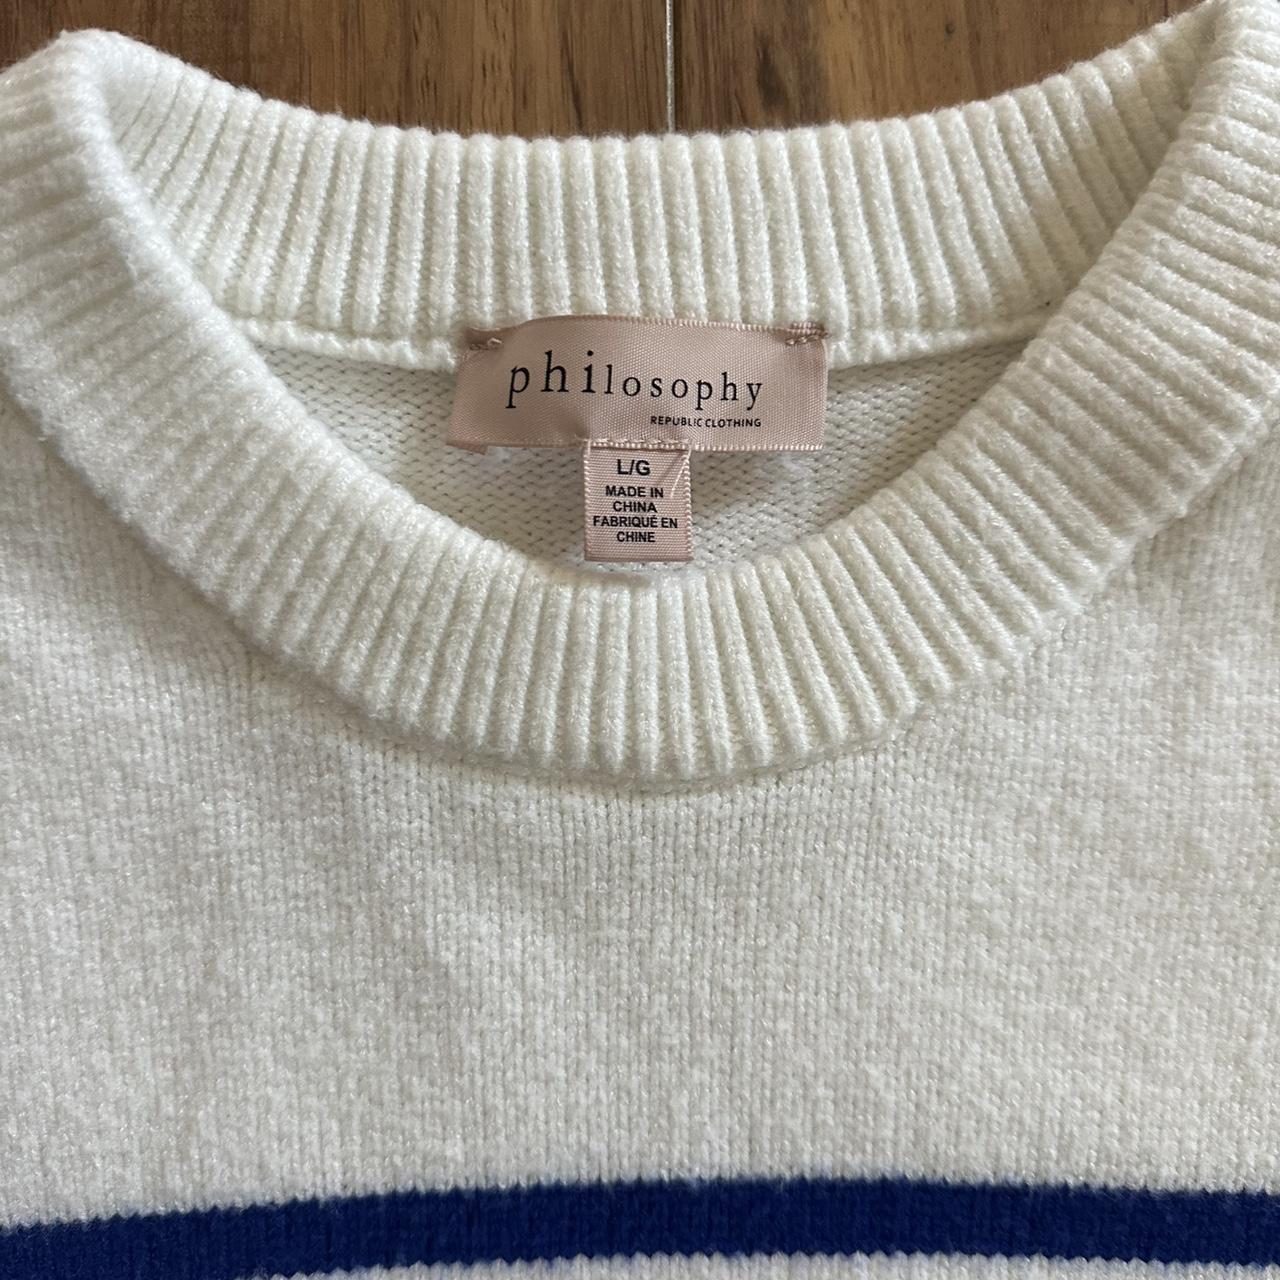 philosophy
REPUBLIC CLOTHING
L/G
MADE IN
CHINA
FABRIQUÉ EN
CHINE